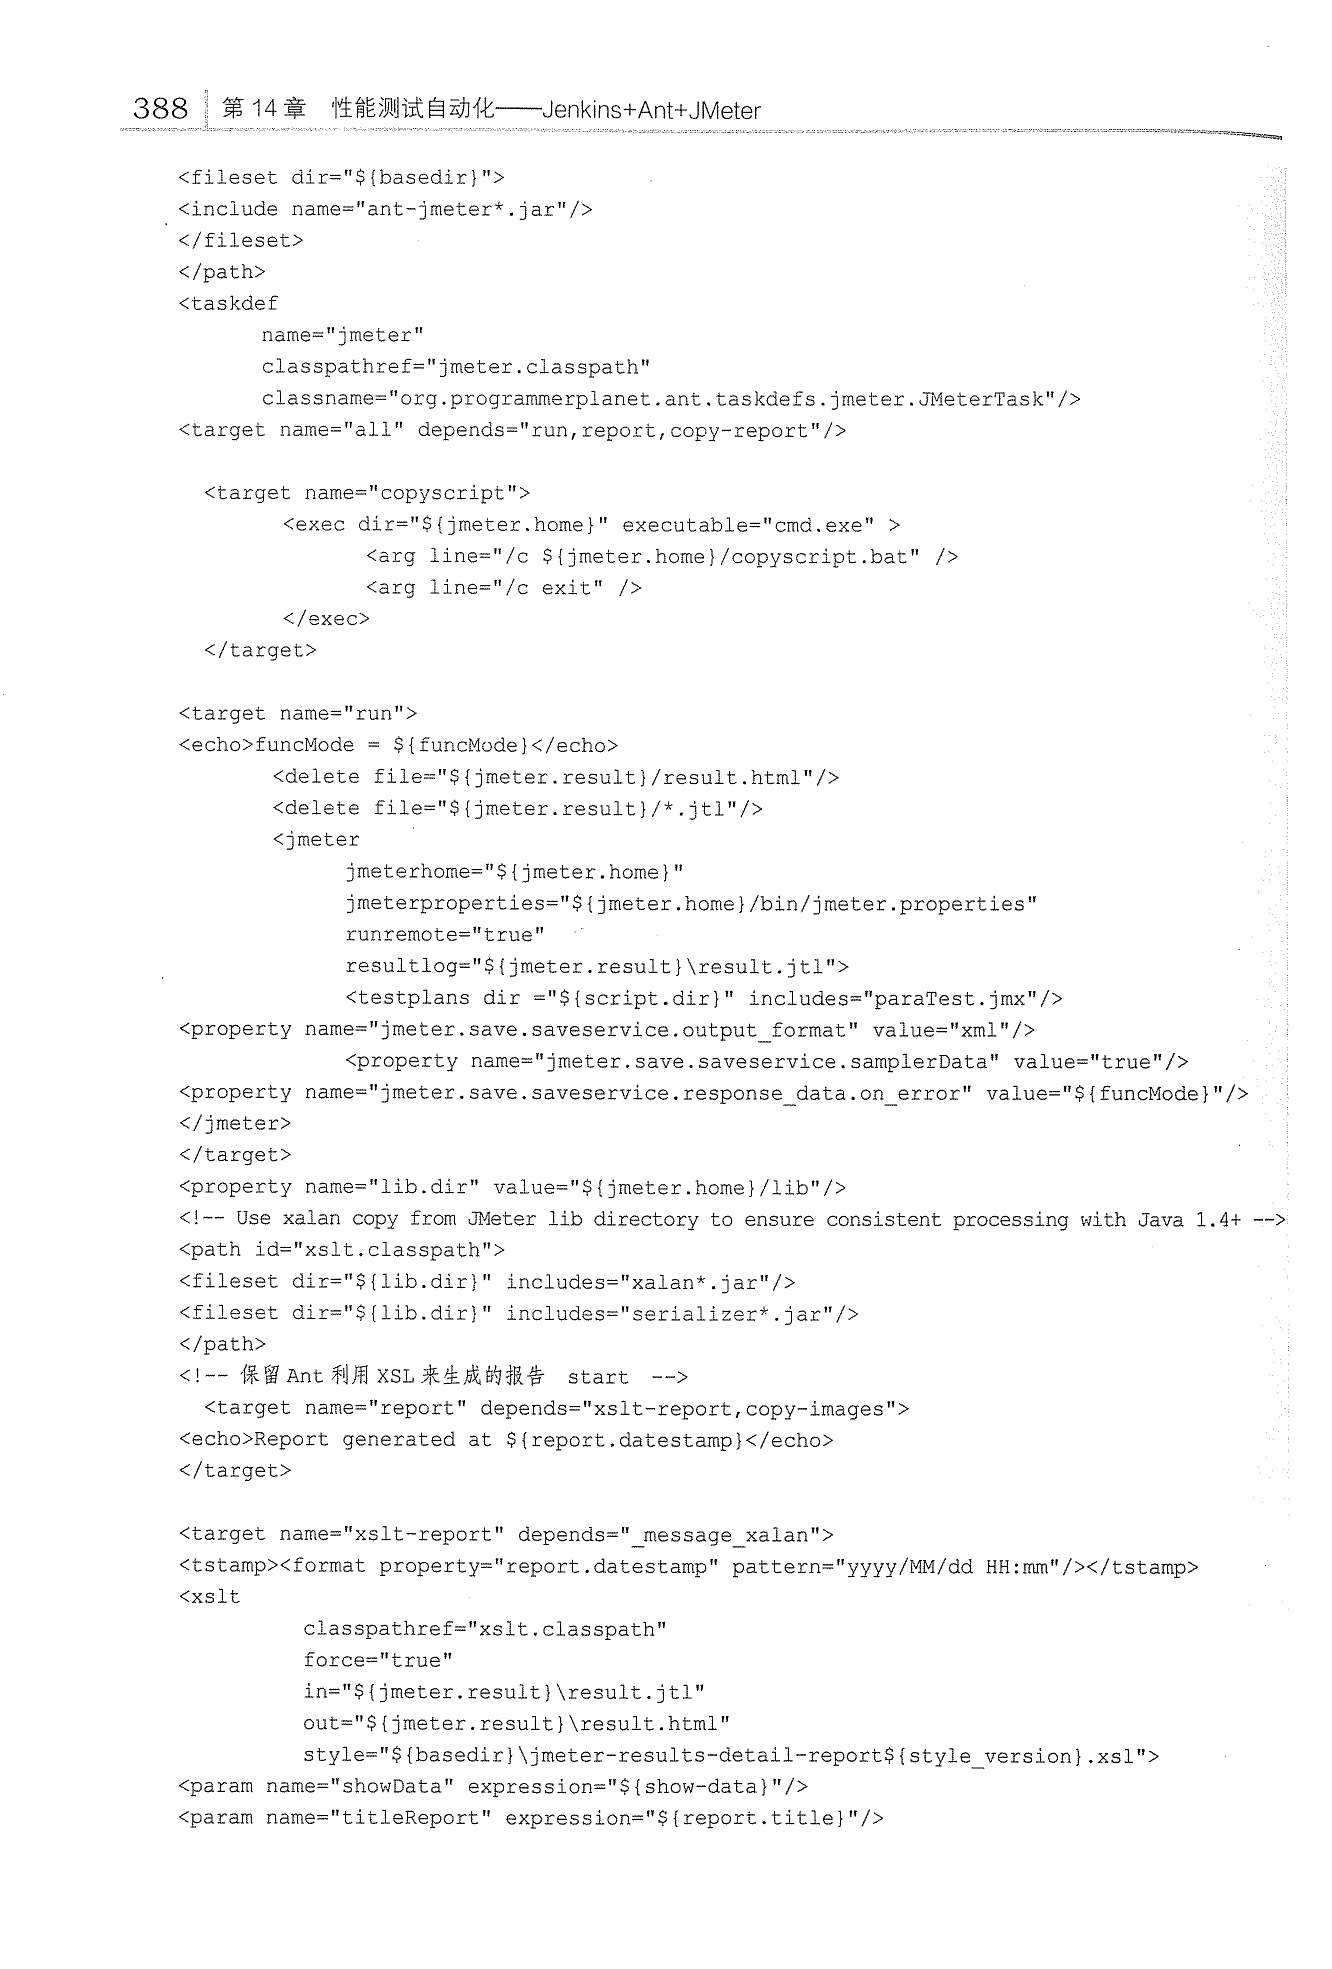 388 第 14 章 性能测试自动化——Jenkins+Ant+JMeter
<fileset dir="${basedir}">
<include name="ant-jmeter*.jar"/>
</fileset>
</path>
<taskdef
name="jmeter"
classpathref="jmeter.classpath"
classname="org.programmerplanet.ant.taskdefs.jmeter.JMeterTask"/>
<target name="all" depends="run,report,copy-report"/>
<target name="copyscript">
<exec dir="${jmeter.home}" executable="cmd.exe" >
<arg line="/c ${jmeter.home}/copyscript.bat" />
<arg line="/c exit" />
</exec>
</target>
<target name="run">
<echo>funcMode = ${funcMode}</echo>
<delete file="${jmeter.result}/result.html"/>
<delete file="${jmeter.result}/*.jtl"/>
<jmeter
jmeterhome="${jmeter.home}"
jmeterproperties="${jmeter.home}/bin/jmeter.properties"
runremote="true"
resultlog="${jmeter.result}\result.jtl">
<testplans dir ="${script.dir}" includes="paraTest.jmx"/>
<property name="jmeter.save.saveservice.output_format" value="xml"/>
<property name="jmeter.save.saveservice.samplerData" value="true"/>
<property name="jmeter.save.saveservice.response_data.on_error" value="${funcMode}"/>
</jmeter>
</target>
<property name="lib.dir" value="${jmeter.home}/lib"/>
<!-- Use xalan copy from JMeter lib directory to ensure consistent processing with Java 1.4+ -->
<path id="xslt.classpath">
<fileset dir="${lib.dir}" includes="xalan*.jar"/>
<fileset dir="${lib.dir}" includes="serializer*.jar"/>
</path>
<!-- 保留 Ant 利用 XSL 来生成的报告 start -->
<target name="report" depends="xslt-report,copy-images">
<echo>Report generated at ${report.datestamp}</echo>
</target>
<target name="xslt-report" depends="_message_xalan">
<tstamp><format property="report.datestamp" pattern="yyyy/MM/dd HH:mm"/></tstamp>
<xslt
classpathref="xslt.classpath"
force="true"
in="${jmeter.result}\result.jtl"
out="${jmeter.result}\result.html"
style="${basedir}\jmeter-results-detail-report${style_version}.xsl">
<param name="showData" expression="${show-data}"/>
<param name="titleReport" expression="${report.title}"/>